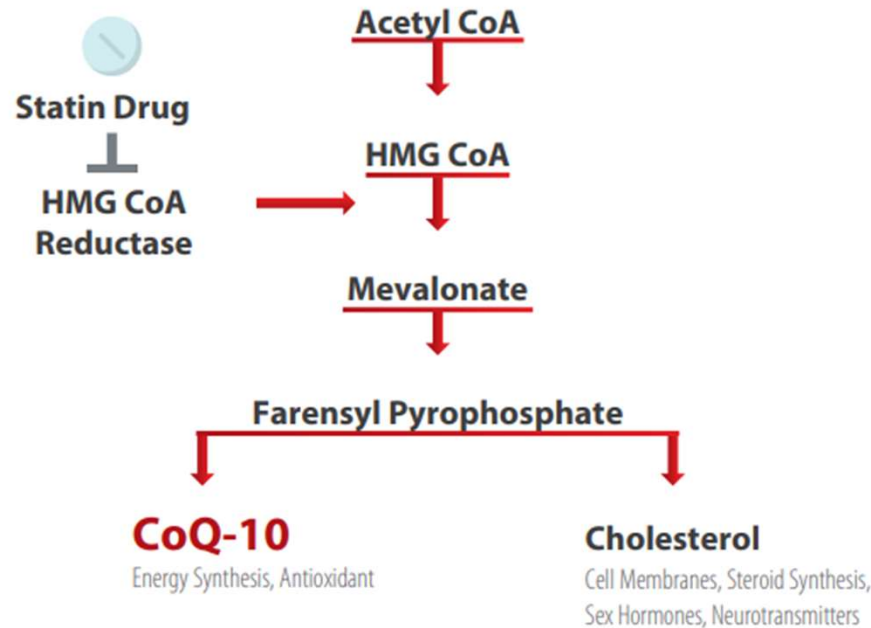 Acetyl CoA
Statin Drug
HMG CoA
HMG CoA
Reductase
Mevalonate
Farensyl Pyrophosphate
CoQ-10
Energy Synthesis, Antioxidant
Cholesterol
Cell Membranes, Steroid Synthesis,
Sex Hormones, Neurotransmitters